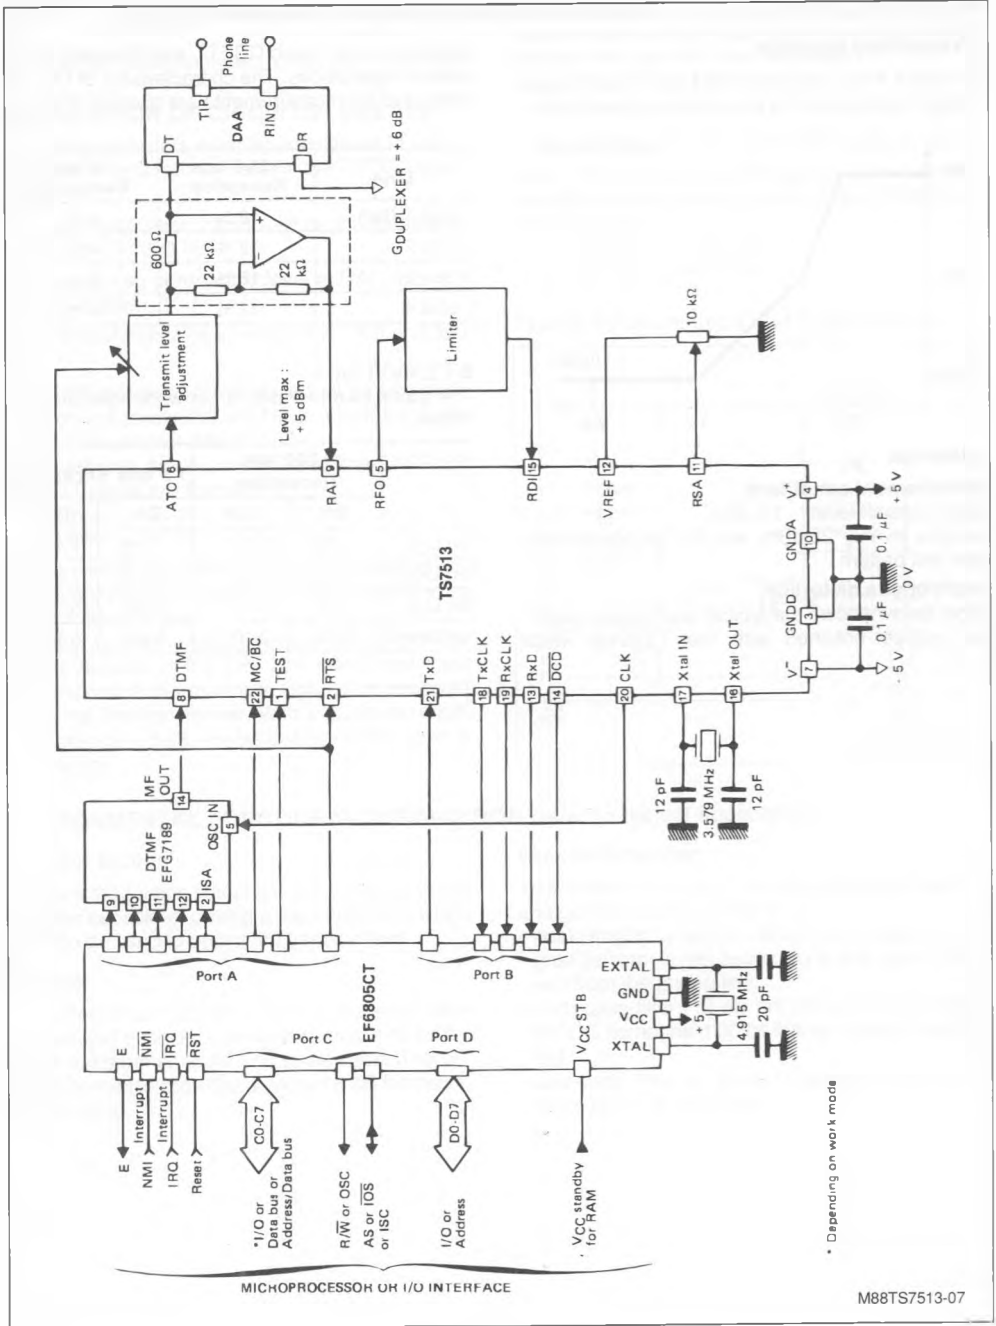 TIP
Phone
line
DAA
RING
DT
DR
600 Ω
22 kΩ
22
kΩ
+
−
GDUPLEXER = + 6 dB
Transmit level
adjustment
Level max :
+ 5 dBm
Limiter
10 kΩ
ATO 6
RAI 9
RFO 5
RDI 15
VREF 12
RSA 11
TS7513
V+ 4
GNDA 10
GNDD 3
V− 7
+ 5 V
0.1 µF
0 V
0.1 µF
- 5 V
8 DTMF
22 MC/BC
1 TEST
2 RTS
21 TxD
18 TxCLK
19 RxCLK
13 RxD
14 DCD
20 CLK
17 Xtal IN
16 Xtal OUT
12 pF
3.579 MHz
12 pF
MF
OUT
14
DTMF
EFG7189
OSC IN
5
9
10
11
12
2 ISA
Port A
Port B
EXTAL
GND
VCC
XTAL
+ 5
4.915 MHz
20 pF
Port C
EF6805CT
Port D
E
NMI
IRQ
RST
VCC STB
E
NMI Interrupt
IRQ Interrupt
Reset
C0-C7
*I/O or
Data bus or
Address/Data bus
R/W or OSC
AS or IOS
or ISC
D0-D7
I/O or
Address
VCC standby
for RAM
MICROPROCESSOR OR I/O INTERFACE
* Depending on work mode
M88TS7513-07